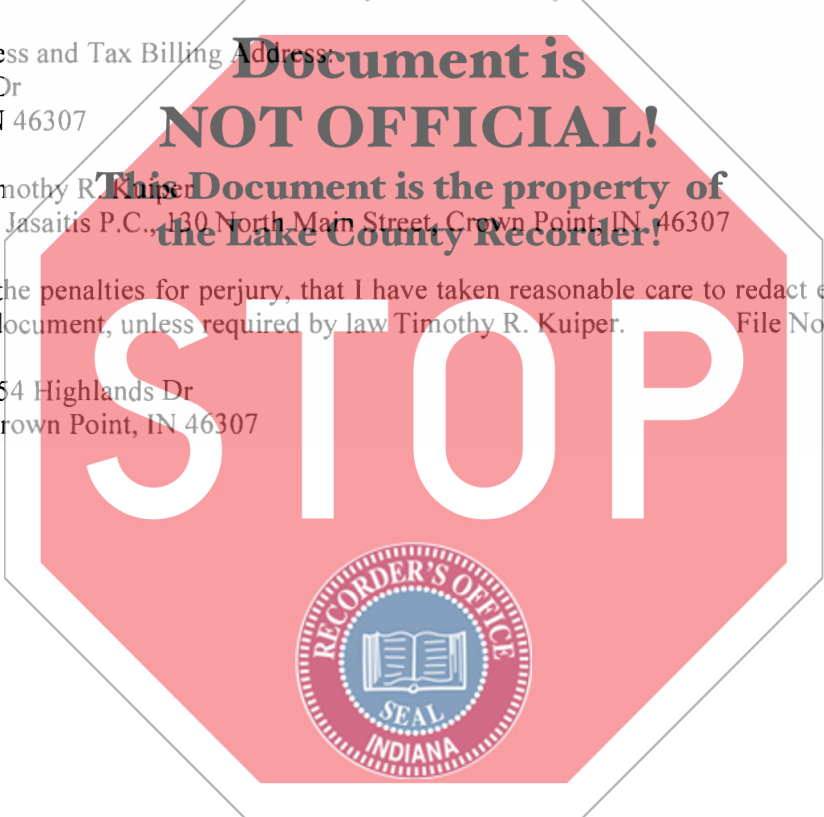 ess and Tax Billing Address:
Document is
Dr
NOT OFFICIAL!
46307
mothy R. Kuiper
This Document is the property of
Jasaitis P.C., 130 North Main Street, Crown Point, IN 46307
the Lake County Recorder!
the penalties for perjury, that I have taken reasonable care to redact e
ocument, unless required by law Timothy R. Kuiper. File No
54 Highlands Dr
rown Point, IN 46307
STOP
RECORDER'S OFFICE
SEAL
INDIANA